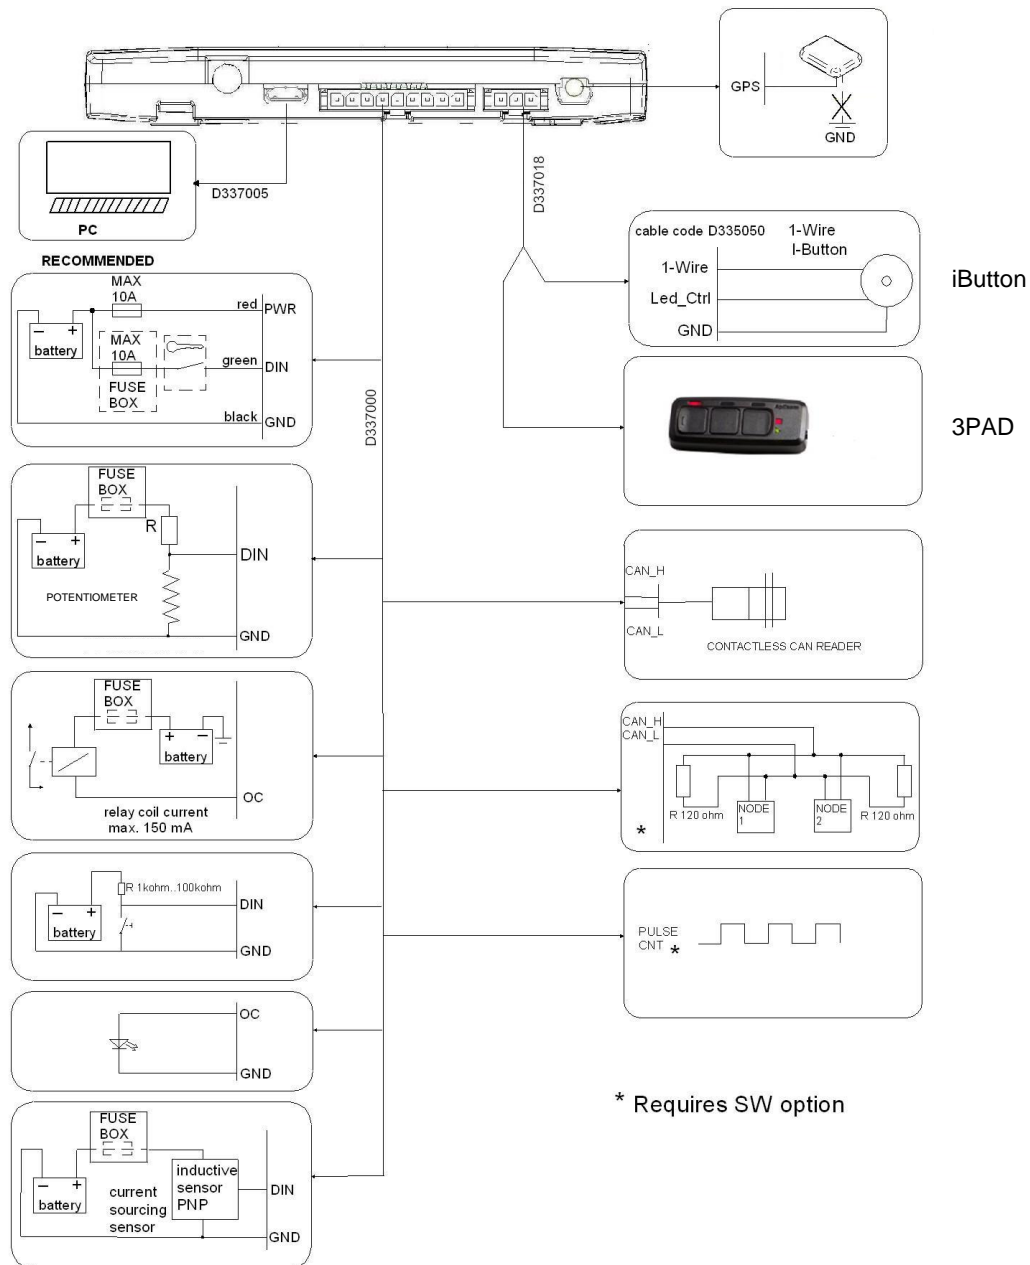 GPS
GND
D337005
PC
D337018
cable code D335050
1-Wire
I-Button
1-Wire
Led_Ctrl
GND
iButton
RECOMMENDED
MAX
10A
red
PWR
- +
battery
MAX
10A
green
DIN
FUSE
BOX
black
GND
D337000
3PAD
FUSE
BOX
R
- +
battery
DIN
POTENTIOMETER
GND
CAN_H
CAN_L
CONTACTLESS CAN READER
FUSE
BOX
+ -
battery
OC
relay coil current
max. 150 mA
CAN_H
CAN_L
R 120 ohm
NODE
1
NODE
2
R 120 ohm
*
R 1kohm..100kohm
- +
battery
DIN
GND
PULSE
CNT *
OC
GND
* Requires SW option
FUSE
BOX
- +
battery
current
sourcing
sensor
inductive
sensor
PNP
DIN
GND